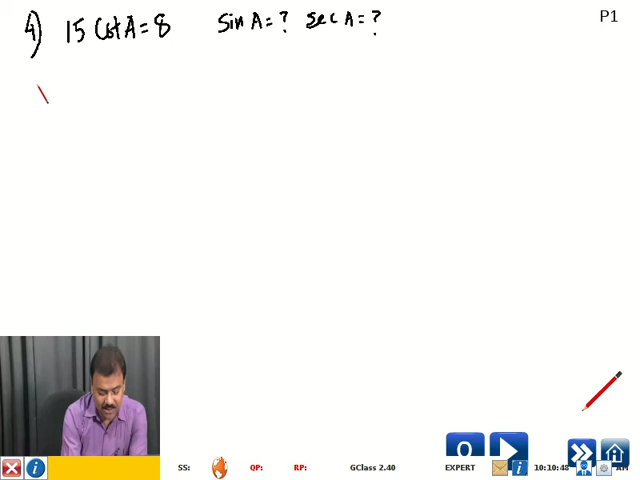 4) 15 Cot A = 8 Sin A = ? Sec A = ? P1
SS: QP: RP: GClass 2.40 EXPERT 10:10:48